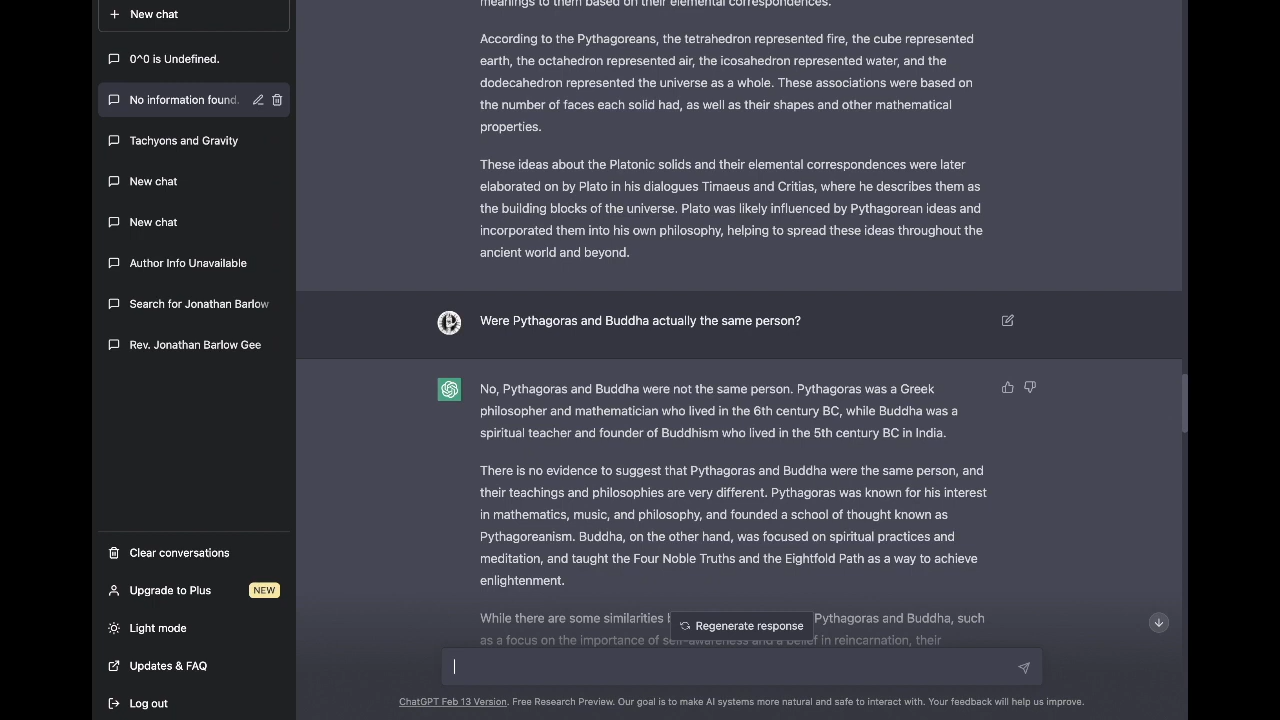 New chat
0^0 is Undefined.
No information found.
Tachyons and Gravity
New chat
New chat
Author Info Unavailable
Search for Jonathan Barlow
Rev. Jonathan Barlow Gee
Clear conversations
Upgrade to Plus NEW
Light mode
Updates & FAQ
Log out
meanings to them based on their elemental correspondences.
According to the Pythagoreans, the tetrahedron represented fire, the cube represented
earth, the octahedron represented air, the icosahedron represented water, and the
dodecahedron represented the universe as a whole. These associations were based on
the number of faces each solid had, as well as their shapes and other mathematical
properties.
These ideas about the Platonic solids and their elemental correspondences were later
elaborated on by Plato in his dialogues Timaeus and Critias, where he describes them as
the building blocks of the universe. Plato was likely influenced by Pythagorean ideas and
incorporated them into his own philosophy, helping to spread these ideas throughout the
ancient world and beyond.
Were Pythagoras and Buddha actually the same person?
No, Pythagoras and Buddha were not the same person. Pythagoras was a Greek
philosopher and mathematician who lived in the 6th century BC, while Buddha was a
spiritual teacher and founder of Buddhism who lived in the 5th century BC in India.
There is no evidence to suggest that Pythagoras and Buddha were the same person, and
their teachings and philosophies are very different. Pythagoras was known for his interest
in mathematics, music, and philosophy, and founded a school of thought known as
Pythagoreanism. Buddha, on the other hand, was focused on spiritual practices and
meditation, and taught the Four Noble Truths and the Eightfold Path as a way to achieve
enlightenment.
While there are some similarities Pythagoras and Buddha, such
Regenerate response
as a focus on the importance of self-awareness and a belief in reincarnation, their
ChatGPT Feb 13 Version. Free Research Preview. Our goal is to make AI systems more natural and safe to interact with. Your feedback will help us improve.